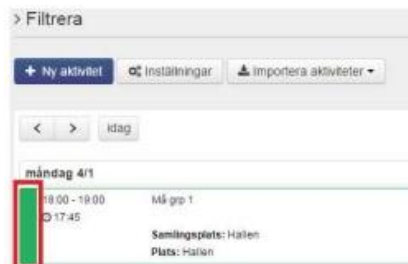 > Filtrera
+ Ny aktivitet Inställningar Importera aktiviteter
< > idag
måndag 4/1
18:00 - 19:00 Må grp 1
17:45
Samlingsplats: Hallen
Plats: Hallen